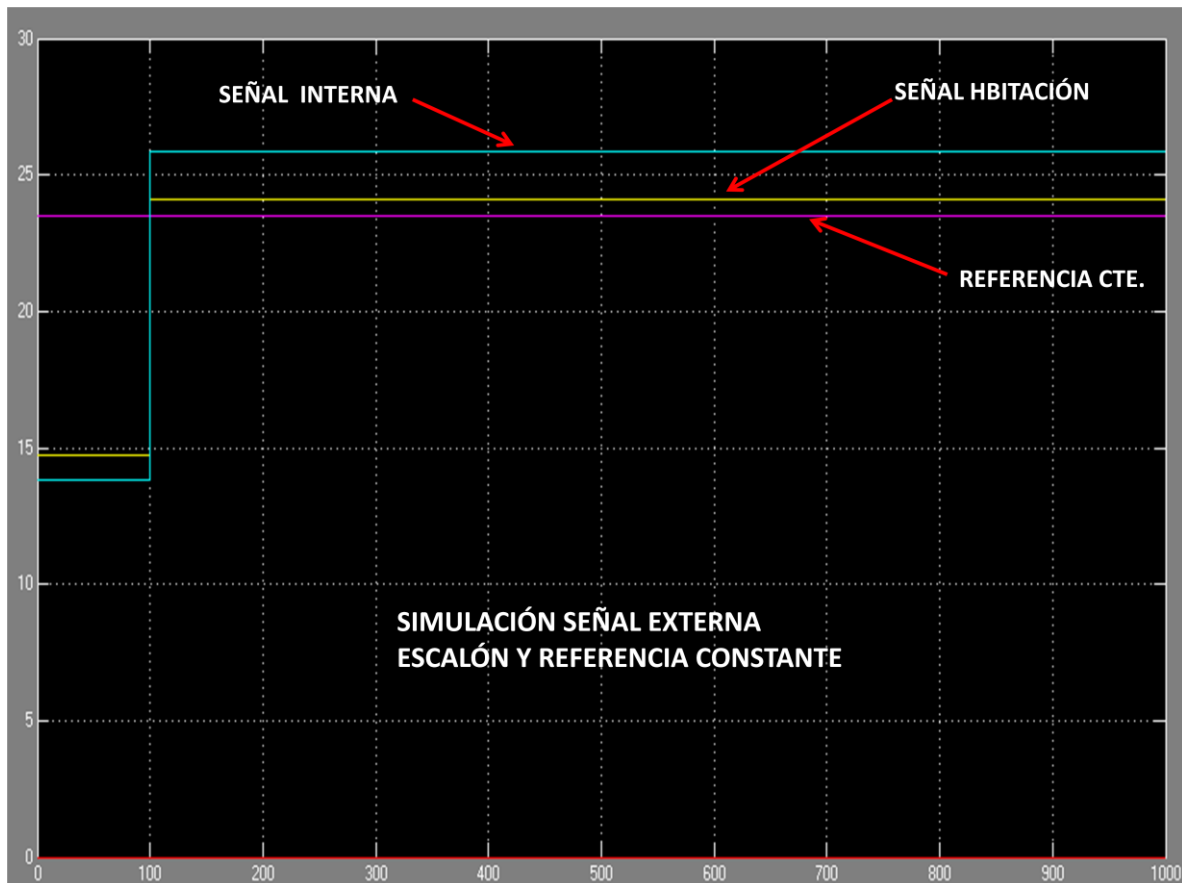 30
SEÑAL INTERNA
SEÑAL HBITACIÓN
25
REFERENCIA CTE.
20
15
10
SIMULACIÓN SEÑAL EXTERNA
ESCALÓN Y REFERENCIA CONSTANTE
5
0
0 100 200 300 400 500 600 700 800 900 1000